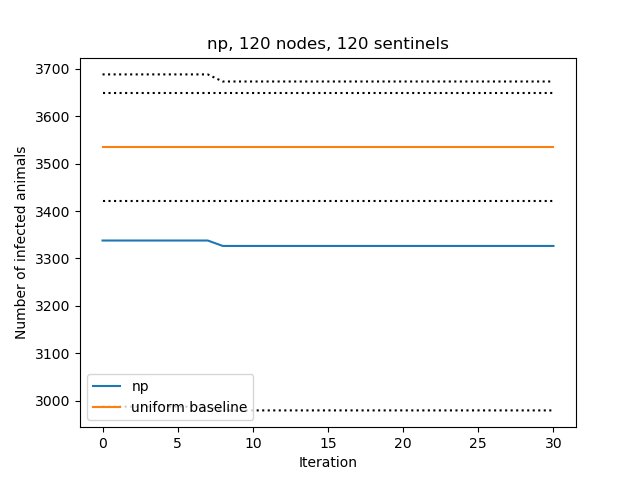 np, 120 nodes, 120 sentinels
3700
3600
3500
3400
3300
3200
3100
3000
Number of infected animals
np
uniform baseline
0 5 10 15 20 25 30
Iteration